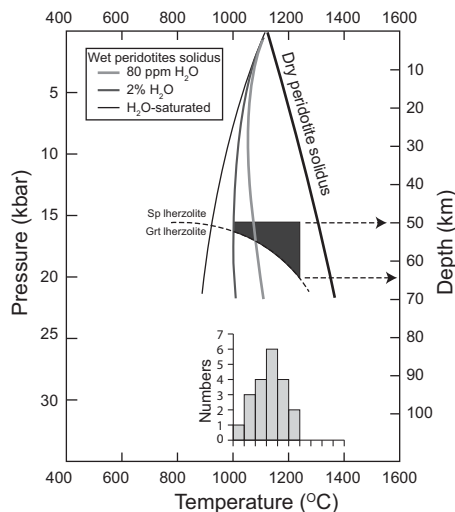 400 600 800 1000 1200 1400 1600
Wet peridotites solidus
80 ppm H₂O
2% H₂O
H₂O-saturated
Dry peridotite solidus
5
10
15
20
25
30
Pressure (kbar)
0
10
20
30
40
50
60
70
80
90
100
Depth (km)
Sp lherzolite
Grt lherzolite
7
6
5
4
3
2
1
0
Numbers
400 600 800 1000 1200 1400 1600
Temperature (°C)